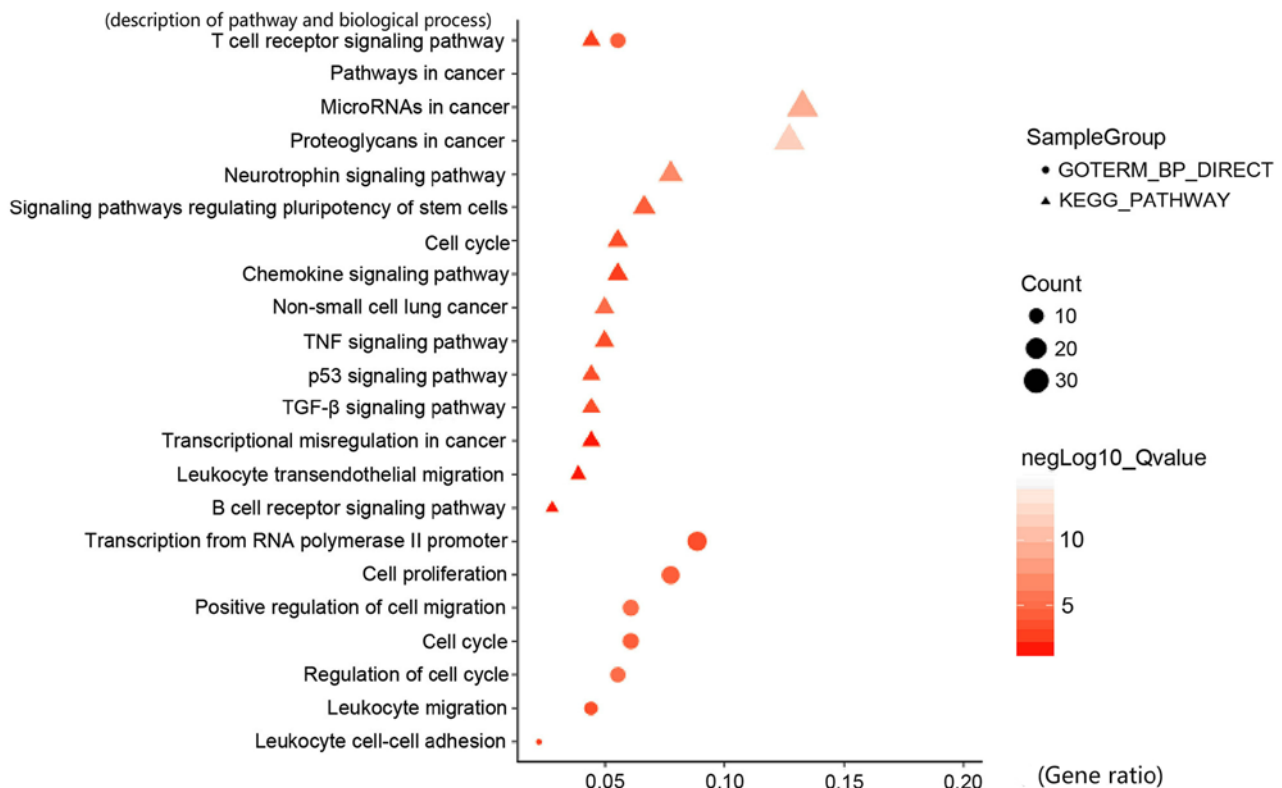 (description of pathway and biological process)
T cell receptor signaling pathway
Pathways in cancer
MicroRNAs in cancer
Proteoglycans in cancer
Neurotrophin signaling pathway
Signaling pathways regulating pluripotency of stem cells
Cell cycle
Chemokine signaling pathway
Non-small cell lung cancer
TNF signaling pathway
p53 signaling pathway
TGF-β signaling pathway
Transcriptional misregulation in cancer
Leukocyte transendothelial migration
B cell receptor signaling pathway
Transcription from RNA polymerase II promoter
Cell proliferation
Positive regulation of cell migration
Cell cycle
Regulation of cell cycle
Leukocyte migration
Leukocyte cell-cell adhesion
0.05 0.10 0.15 0.20
(Gene ratio)
SampleGroup
GOTERM_BP_DIRECT
KEGG_PATHWAY
Count
10
20
30
negLog10_Qvalue
10
5